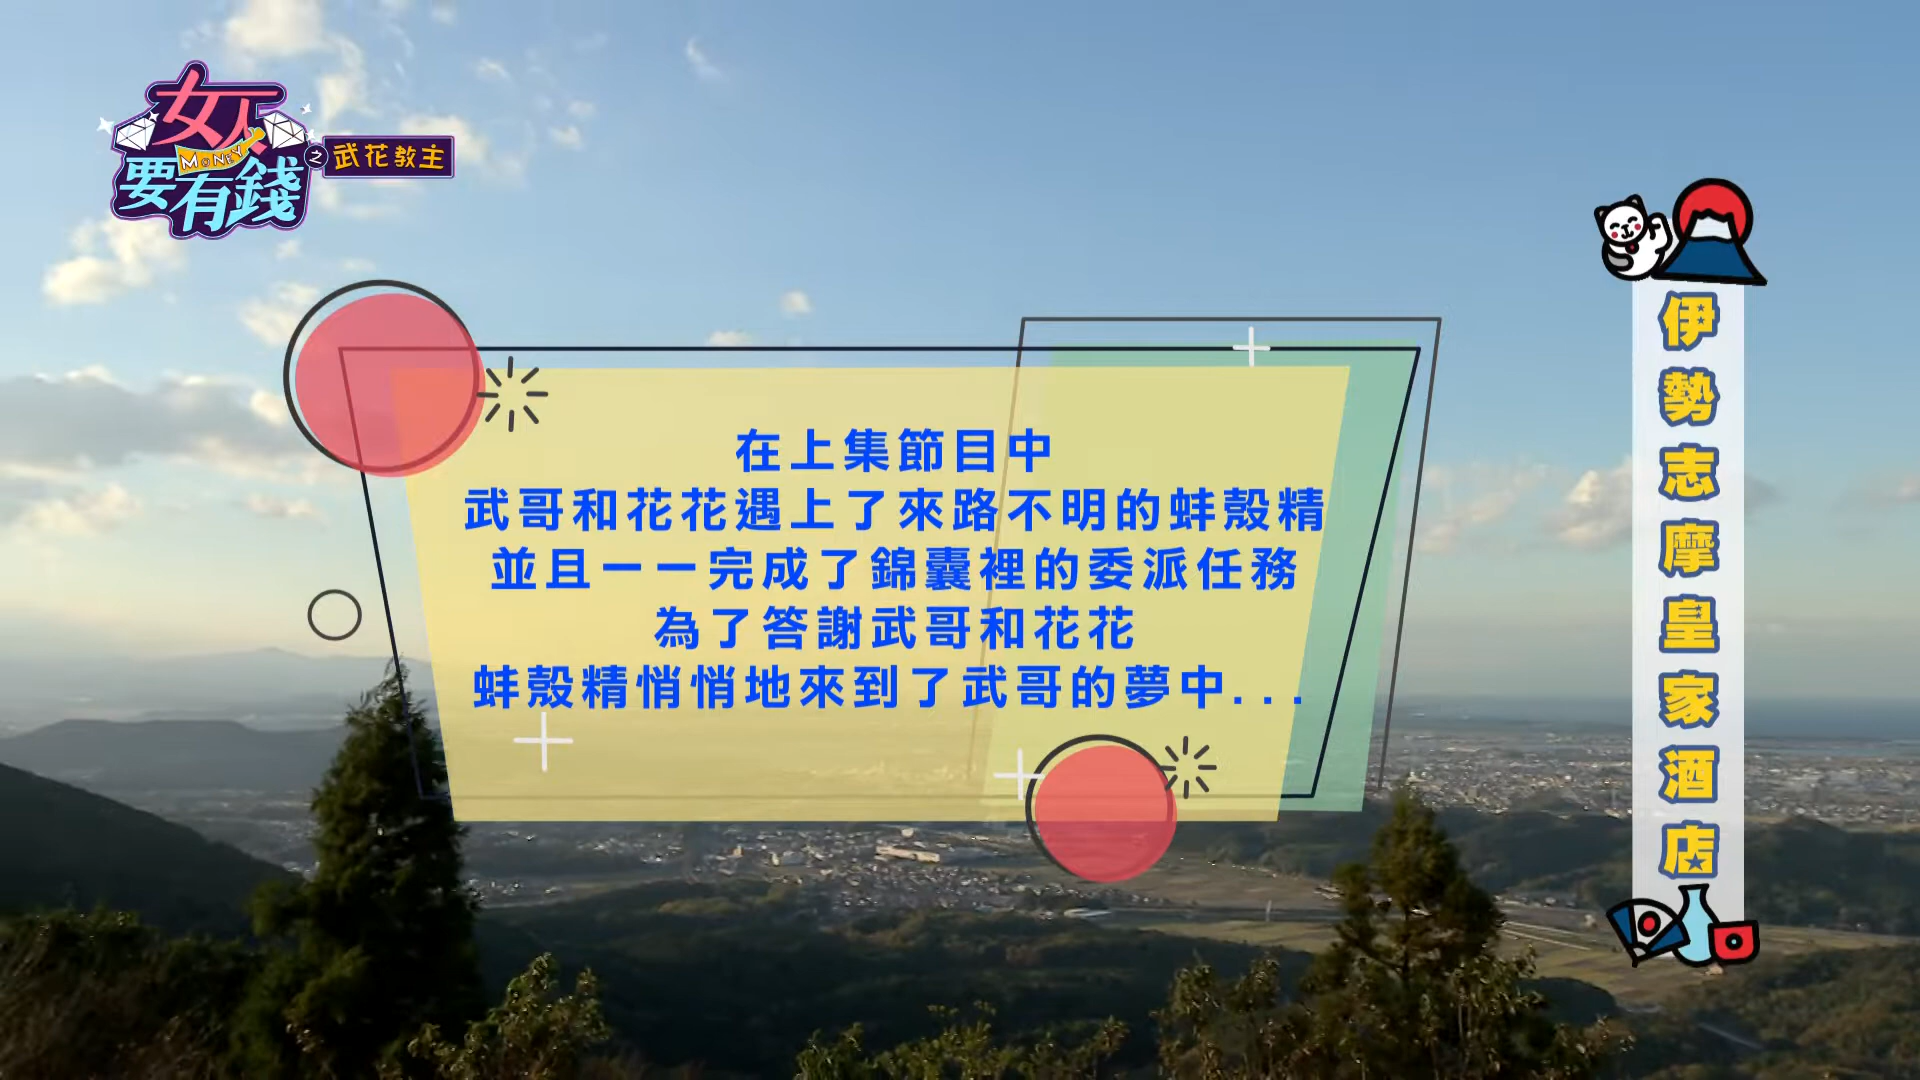 女人
MONEY
要有錢
之武花教主
在上集節目中
武哥和花花遇上了來路不明的蚌殼精
並且一一完成了錦囊裡的委派任務
為了答謝武哥和花花
蚌殼精悄悄地來到了武哥的夢中...
伊勢志摩皇家酒店